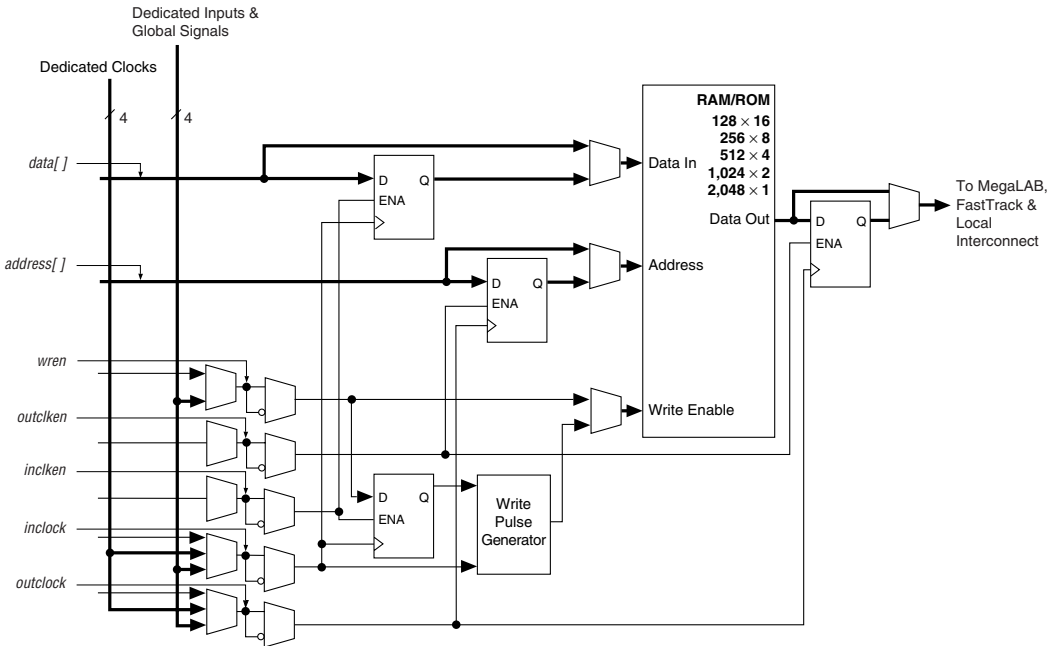 Dedicated Inputs &
Global Signals
Dedicated Clocks
4
4
RAM/ROM
128 × 16
256 × 8
512 × 4
1,024 × 2
2,048 × 1
data[ ]
Data In
D
Q
ENA
To MegaLAB,
FastTrack &
Local
Interconnect
Data Out
D
Q
ENA
address[ ]
Address
D
Q
ENA
wren
Write Enable
outclken
inclken
D
Q
ENA
Write
Pulse
Generator
inclock
outclock